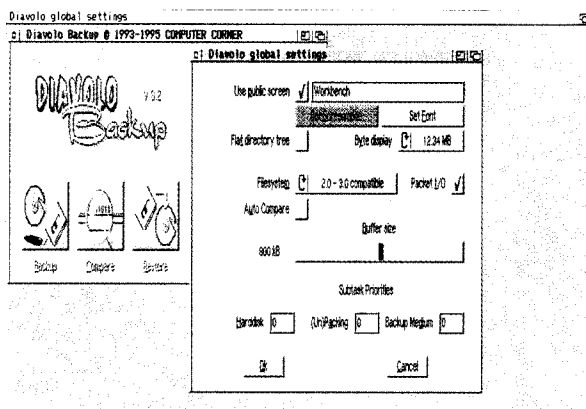 Diavolo global settings
Diavolo Backup © 1993-1995 COMPUTER CORNER
Diavolo global settings
DIAVOLO V 3.2
Backup
Backup Compare Restore
Use public screen Workbench
Set Font
Flat directory tree Byte display 12.34 MB
Filesystem 2.0 - 3.0 compatible Packet I/O
Auto Compare
Buffer size
800 kB
Subtask Priorities
Harddisk 0 (Un)Packing 0 Backup Medium 0
Ok Cancel